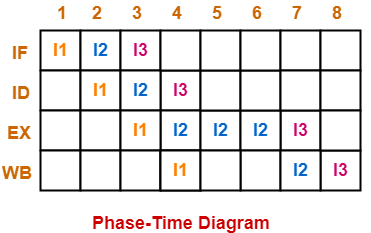 1 2 3 4 5 6 7 8
IF I1 I2 I3
ID I1 I2 I3
EX I1 I2 I2 I2 I3
WB I1 I2 I3
Phase-Time Diagram